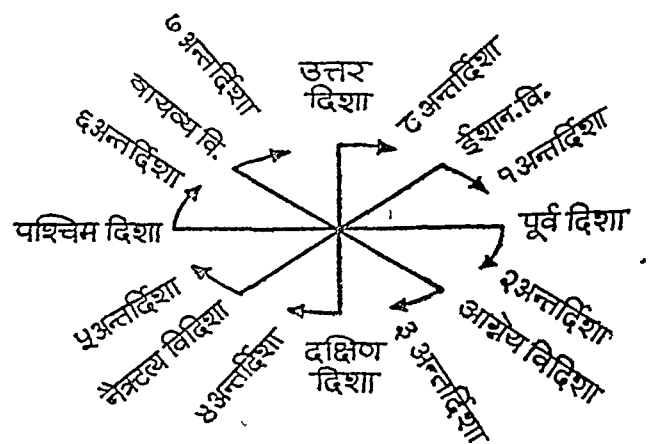 ७ अन्तर्दिशा
उत्तर
दिशा
८ अन्तर्दिशा
वायव्य वि.
ईशान. वि.
६ अन्तर्दिशा
१ अन्तर्दिशा
पश्चिम दिशा
पूर्व दिशा
५ अन्तर्दिशा
२ अन्तर्दिशा
नैऋत्य विदिशा
आग्नेय विदिशा
४ अन्तर्दिशा
दक्षिण
दिशा
३ अन्तर्दिशा